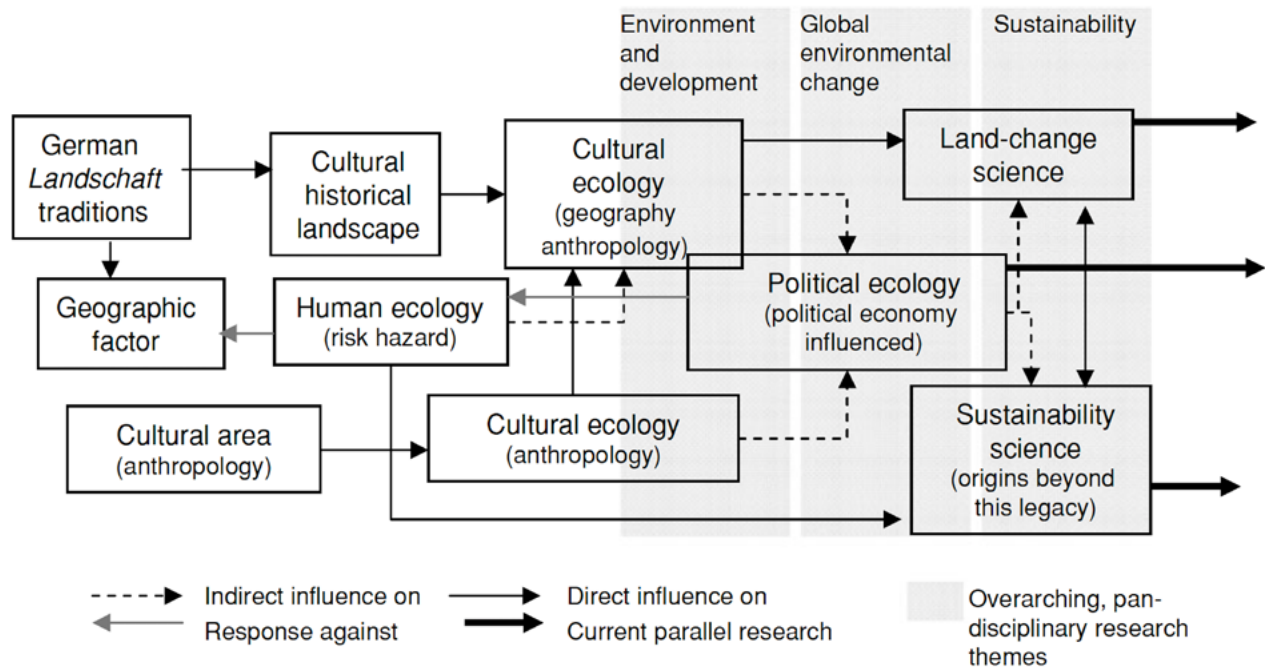 Environment
and
development
Global
environmental
change
Sustainability
German
Landschaft
traditions
Cultural
historical
landscape
Cultural
ecology
(geography
anthropology)
Land-change
science
Geographic
factor
Human ecology
(risk hazard)
Political ecology
(political economy
influenced)
Cultural area
(anthropology)
Cultural ecology
(anthropology)
Sustainability
science
(origins beyond
this legacy)
Indirect influence on
Response against
Direct influence on
Current parallel research
Overarching, pan-
disciplinary research
themes